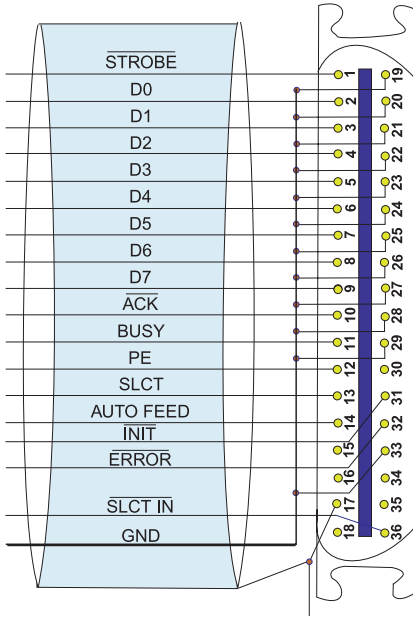 STROBE
D0
D1
D2
D3
D4
D5
D6
D7
ACK
BUSY
PE
SLCT
AUTO FEED
INIT
ERROR
SLCT IN
GND
1
2
3
4
5
6
7
8
9
10
11
12
13
14
15
16
17
18
19
20
21
22
23
24
25
26
27
28
29
30
31
32
33
34
35
36